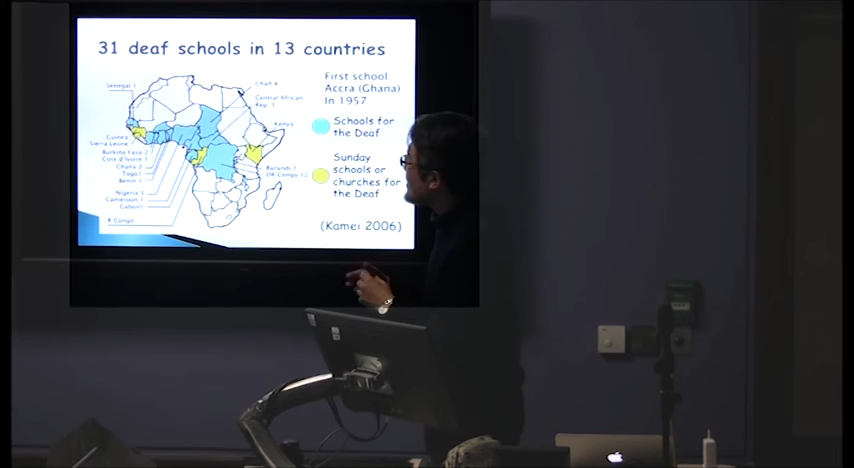 31 deaf schools in 13 countries
Senegal 1
Guinea
Sierra Leone
Burkina Faso 2
Cote d'Ivoire 1
Ghana 2
Togo 1
Benin 1
Nigeria 3
Cameroon 1
Gabon 1
R Congo
Chad 4
Central African
Rep. 1
Kenya
Burundi 1
DR Congo 12
First school
Accra (Ghana)
In 1957
Schools for
the Deaf
Sunday
schools or
churches for
the Deaf
(Kamei 2006)